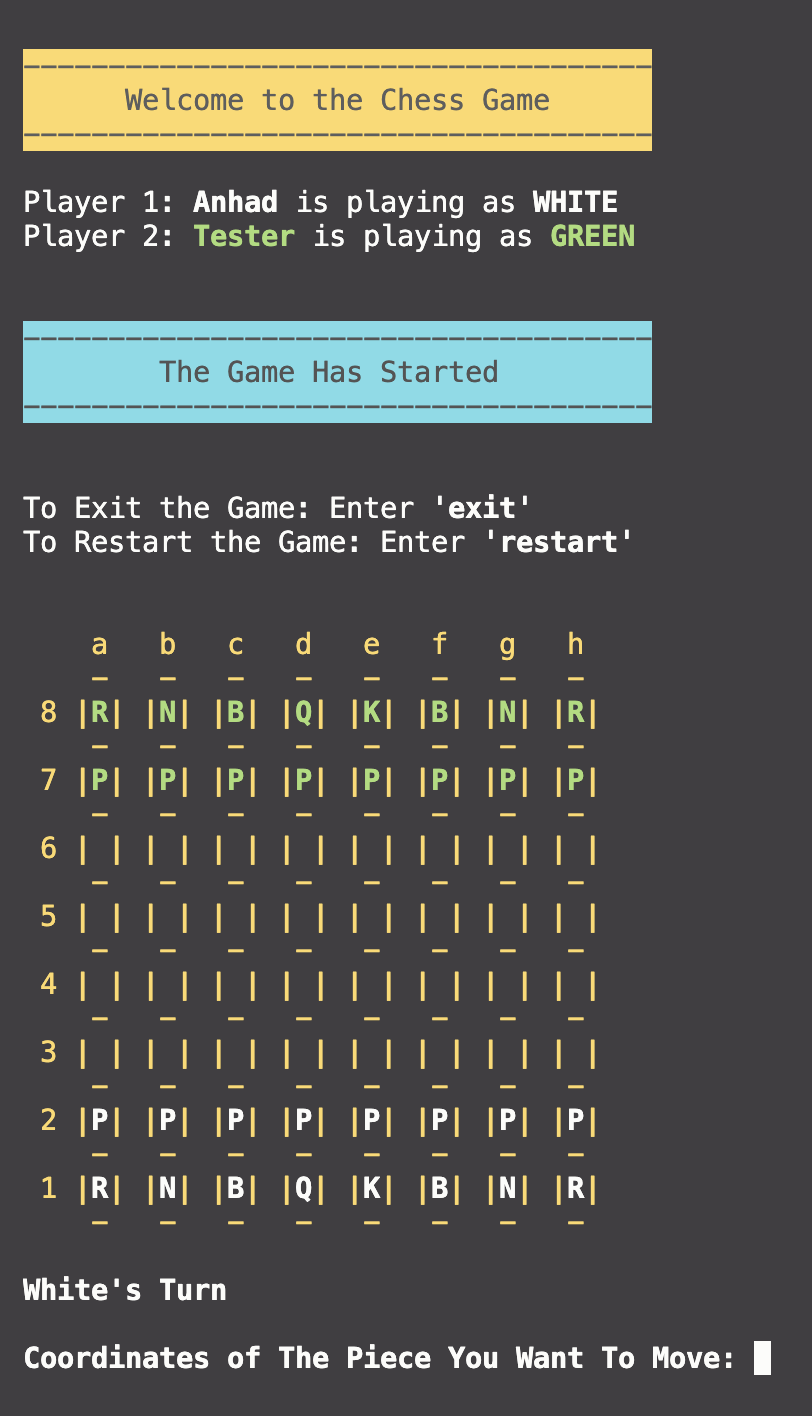 -------------------------------------
Welcome to the Chess Game
-------------------------------------
Player 1: Anhad is playing as WHITE
Player 2: Tester is playing as GREEN
-------------------------------------
The Game Has Started
-------------------------------------
To Exit the Game: Enter 'exit'
To Restart the Game: Enter 'restart'
a b c d e f g h
– – – – – – – –
8 |R| |N| |B| |Q| |K| |B| |N| |R|
– – – – – – – –
7 |P| |P| |P| |P| |P| |P| |P| |P|
– – – – – – – –
6 | | | | | | | | | | | | | | | |
– – – – – – – –
5 | | | | | | | | | | | | | | | |
– – – – – – – –
4 | | | | | | | | | | | | | | | |
– – – – – – – –
3 | | | | | | | | | | | | | | | |
– – – – – – – –
2 |P| |P| |P| |P| |P| |P| |P| |P|
– – – – – – – –
1 |R| |N| |B| |Q| |K| |B| |N| |R|
– – – – – – – –
White's Turn
Coordinates of The Piece You Want To Move: